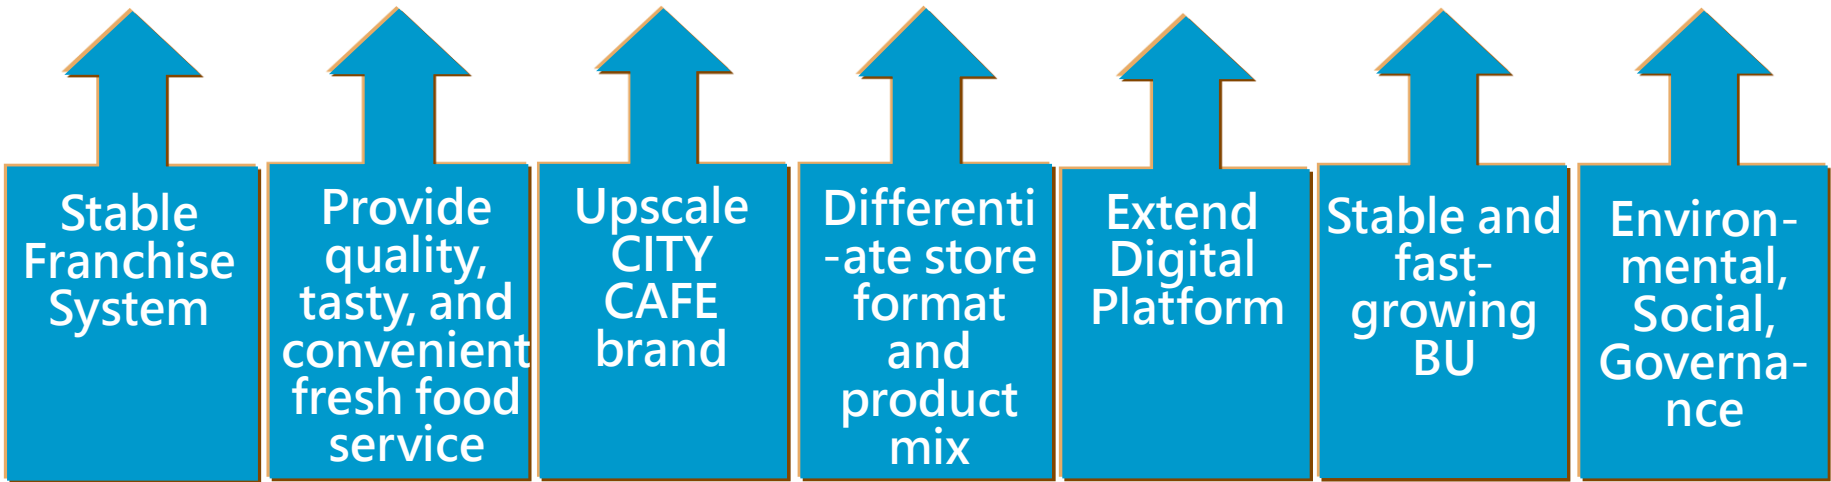 Stable
Franchise
System
Provide
quality,
tasty, and
convenient
fresh food
service
Upscale
CITY
CAFE
brand
Differenti
-ate store
format
and
product
mix
Extend
Digital
Platform
Stable and
fast-
growing
BU
Environ-
mental,
Social,
Governa-
nce